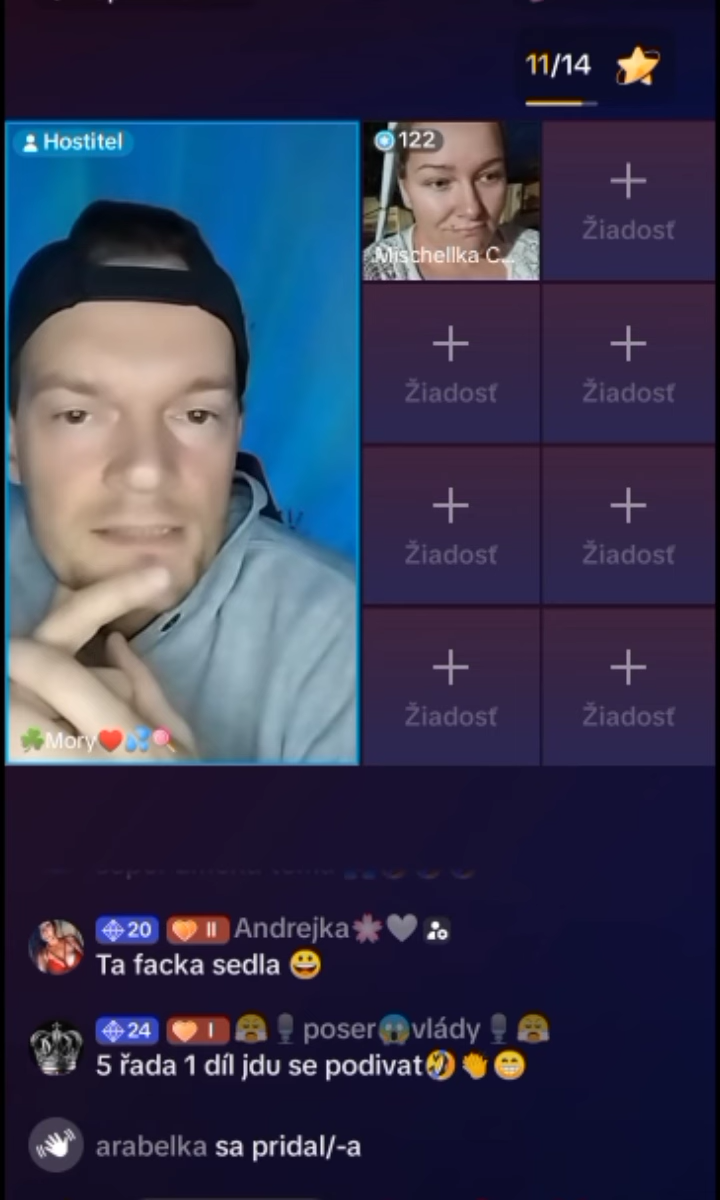 11/14
Hostiteľ
122
Mischellka C...
Žiadosť
Žiadosť
Žiadosť
Žiadosť
Žiadosť
Žiadosť
Žiadosť
☘️Mory❤️💦🍭
20 II Andrejka🌸🩶
Ta facka sedla 😀
24 I 😤🎙️poser😱vlády🎙️😤
5 řada 1 díl jdu se podivat🤣👏😁
arabelka sa pridal/-a